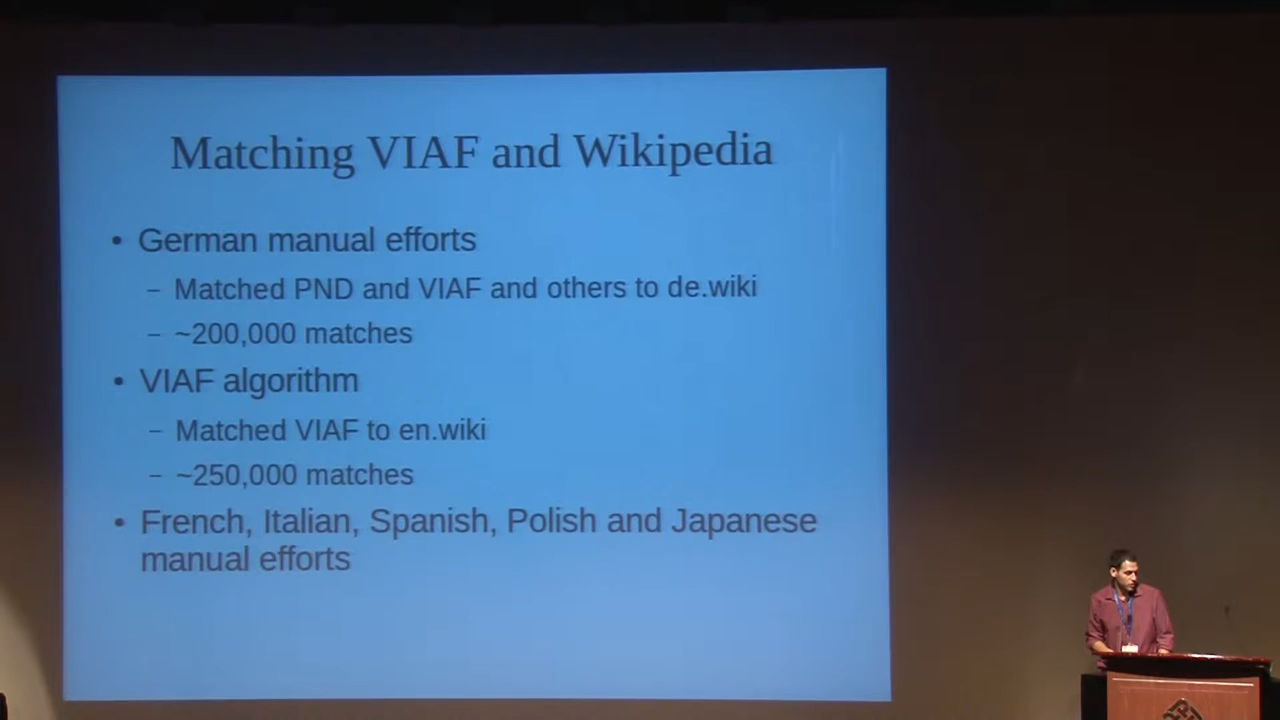 Matching VIAF and Wikipedia
• German manual efforts
– Matched PND and VIAF and others to de.wiki
– ~200,000 matches
• VIAF algorithm
– Matched VIAF to en.wiki
– ~250,000 matches
• French, Italian, Spanish, Polish and Japanese
manual efforts